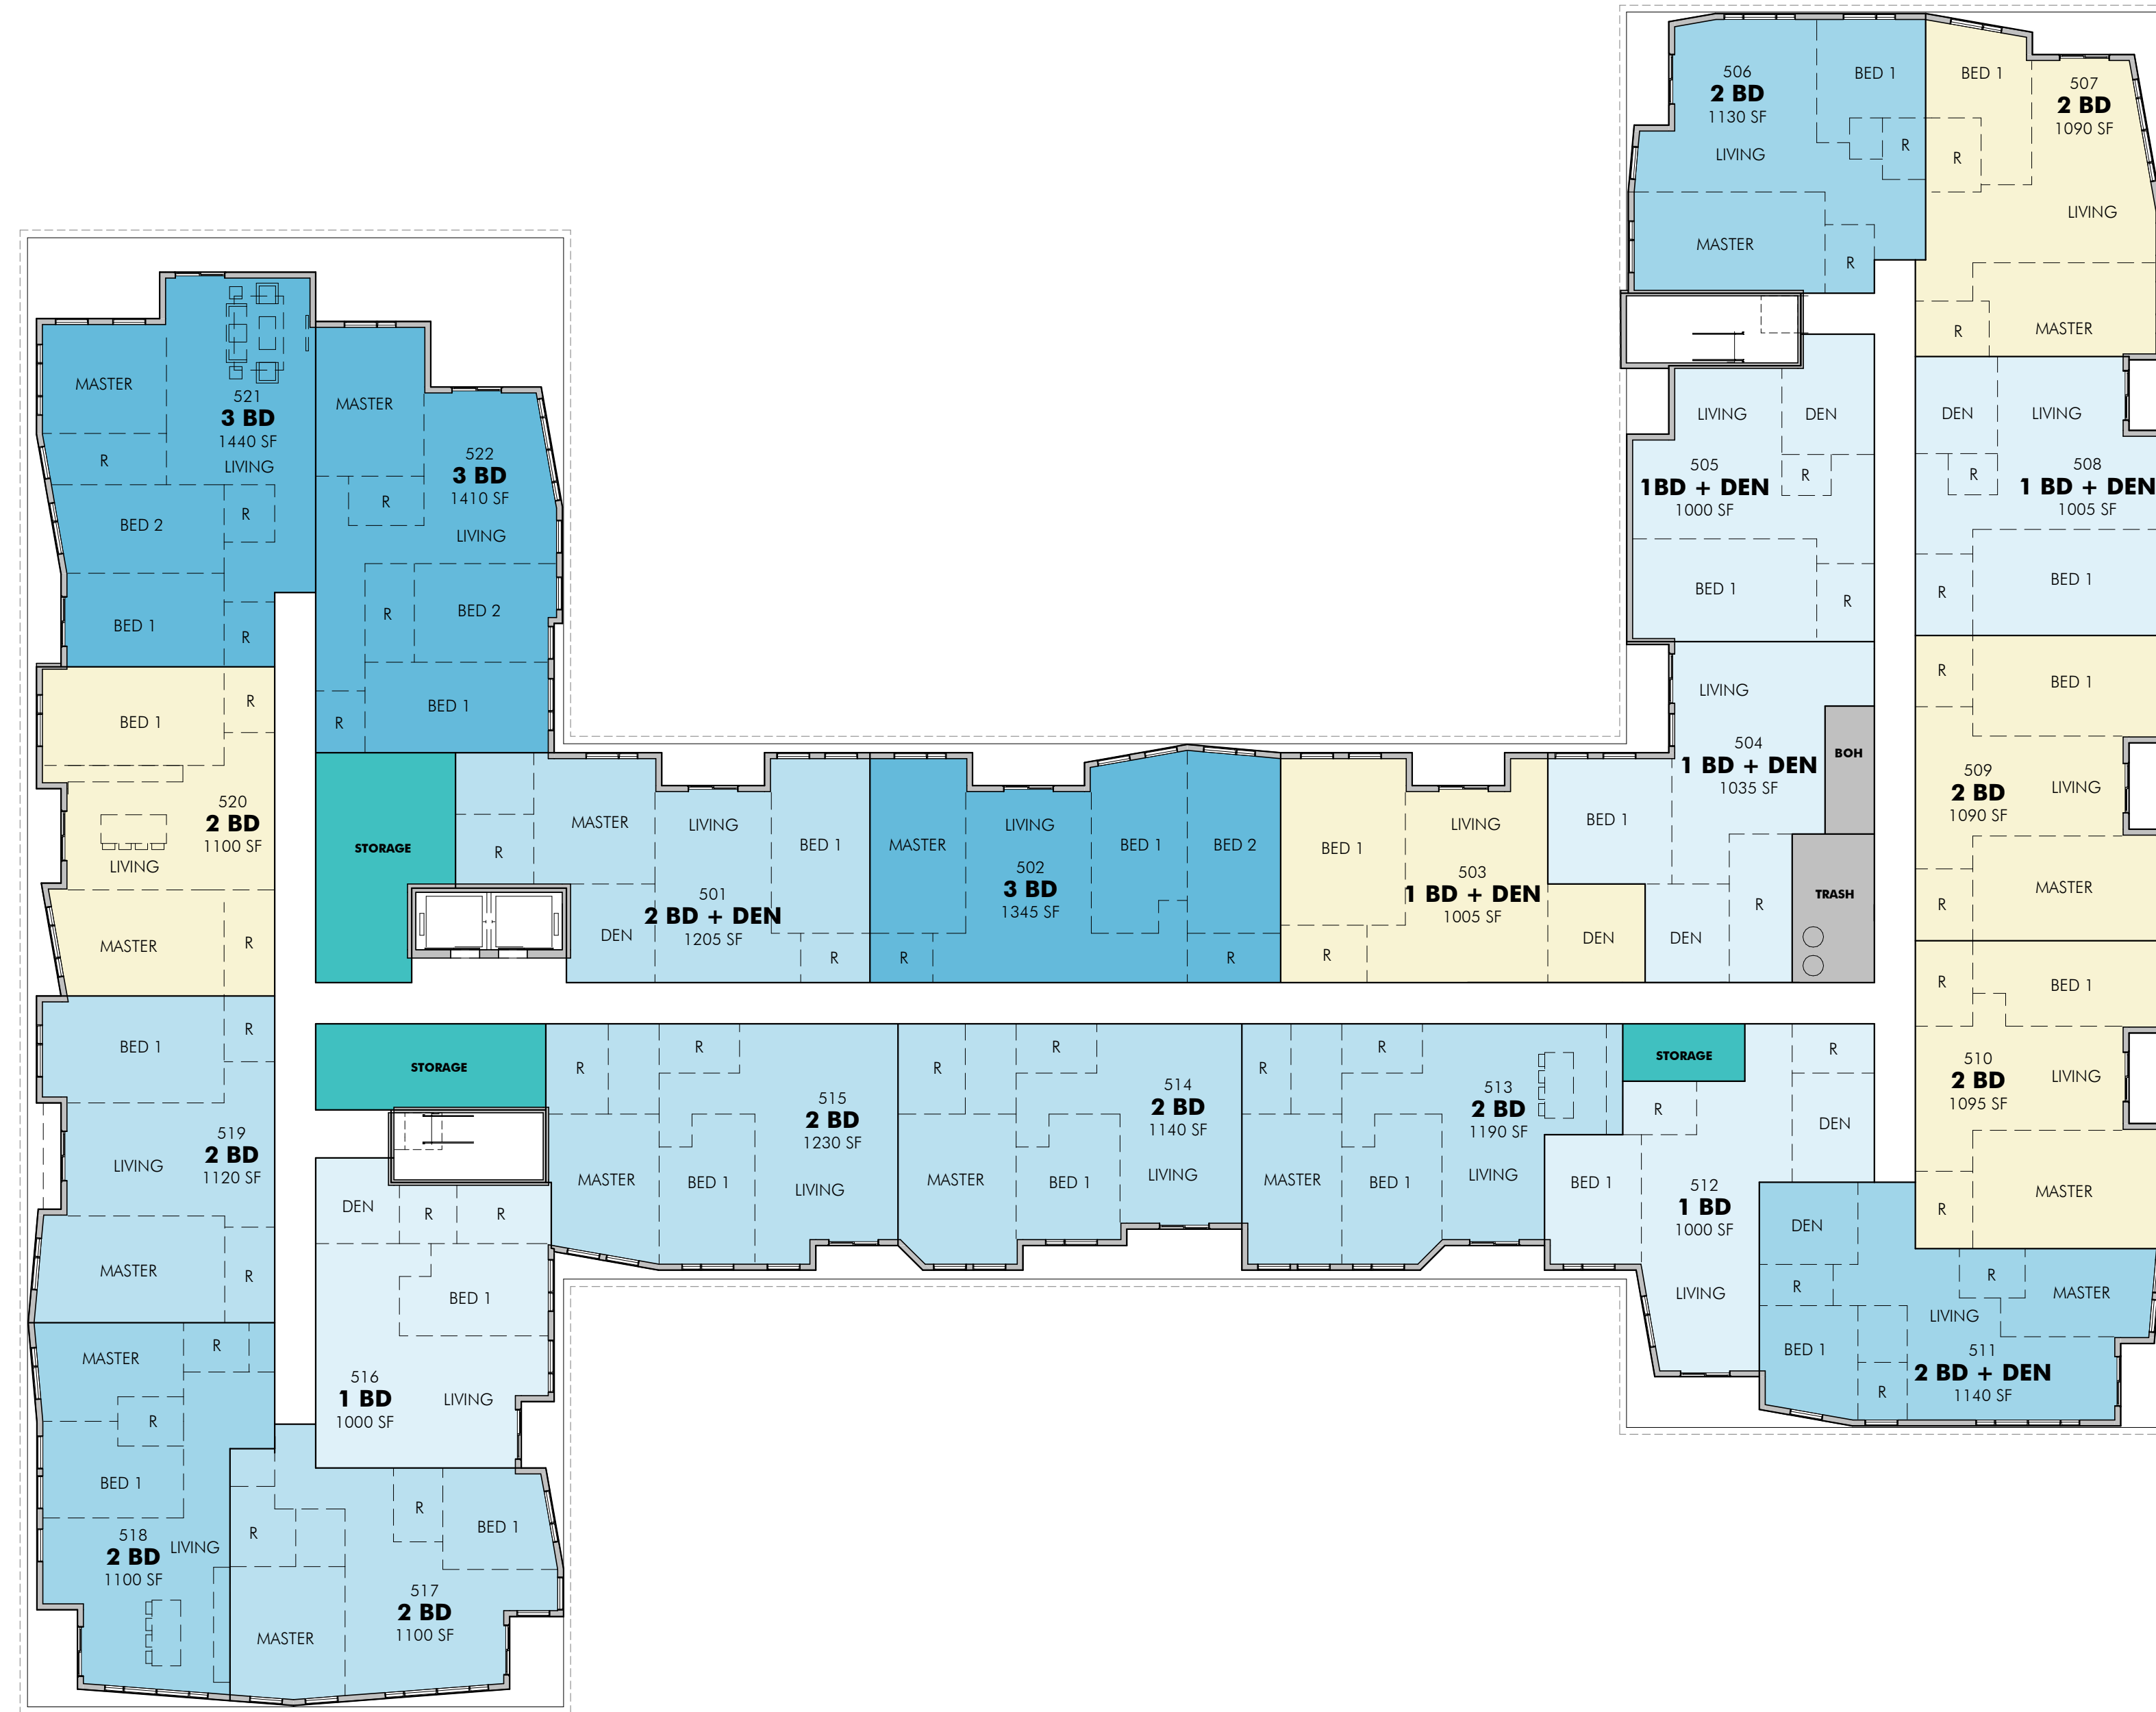 506
2 BD
1130 SF
BED 1
LIVING
R
MASTER
R
BED 1
507
2 BD
1090 SF
R
LIVING
R
MASTER
MASTER
521
3 BD
1440 SF
LIVING
R
BED 2
R
BED 1
R
MASTER
522
3 BD
1410 SF
R
LIVING
R
BED 2
BED 1
R
LIVING
DEN
505
1BD + DEN
1000 SF
R
BED 1
R
DEN
LIVING
508
1 BD + DEN
1005 SF
R
BED 1
R
BED 1
R
520
2 BD
1100 SF
LIVING
MASTER
R
STORAGE
R
MASTER
LIVING
BED 1
501
2 BD + DEN
1205 SF
DEN
R
MASTER
LIVING
BED 1
BED 2
502
3 BD
1345 SF
R
R
BED 1
LIVING
503
1 BD + DEN
1005 SF
R
DEN
LIVING
504
1 BD + DEN
1035 SF
BOH
BED 1
R
DEN
TRASH
R
BED 1
509
2 BD
1090 SF
LIVING
R
MASTER
R
BED 1
510
2 BD
1095 SF
LIVING
R
MASTER
BED 1
R
519
2 BD
1120 SF
LIVING
MASTER
R
STORAGE
R
R
515
2 BD
1230 SF
MASTER
BED 1
LIVING
R
R
514
2 BD
1140 SF
MASTER
BED 1
LIVING
R
R
513
2 BD
1190 SF
MASTER
BED 1
LIVING
STORAGE
R
R
DEN
BED 1
512
1 BD
1000 SF
LIVING
DEN
R
BED 1
R
R
LIVING
MASTER
511
2 BD + DEN
1140 SF
DEN
R
R
BED 1
516
1 BD
1000 SF
LIVING
MASTER
R
R
BED 1
518
2 BD
1100 SF
LIVING
R
R
BED 1
517
2 BD
1100 SF
MASTER